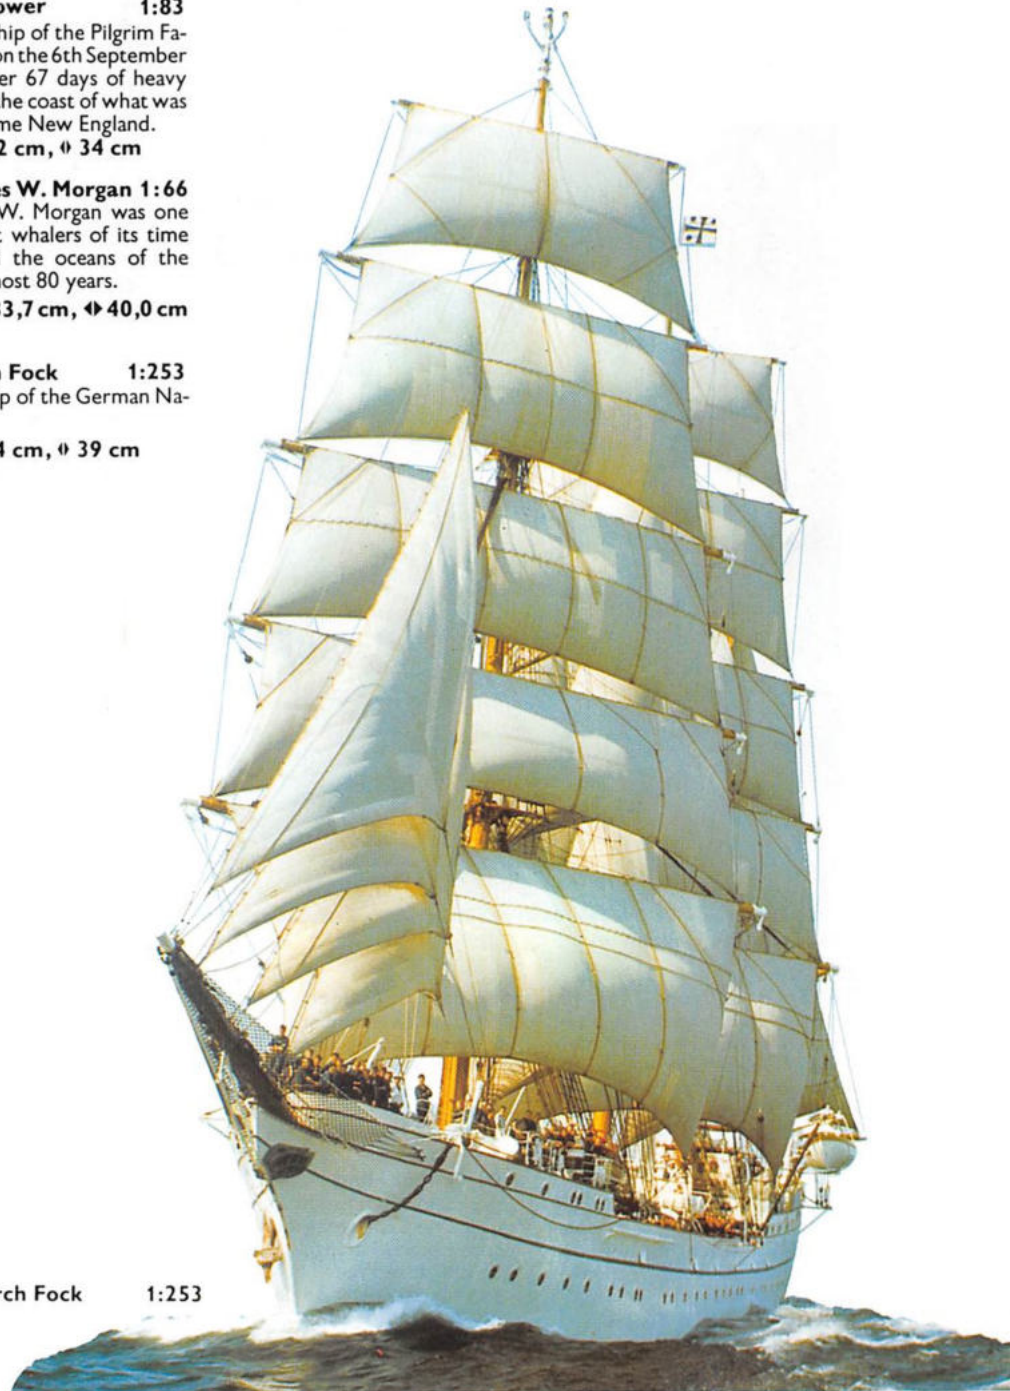 ower 1:83
hip of the Pilgrim Fa-
on the 6th September
er 67 days of heavy
the coast of what was
me New England.
2 cm, 34 cm
es W. Morgan 1:66
W. Morgan was one
t whalers of its time
the oceans of the
nost 80 years.
33,7 cm, 40,0 cm
Fock 1:253
p of the German Na-
4 cm, 39 cm
rch Fock 1:253